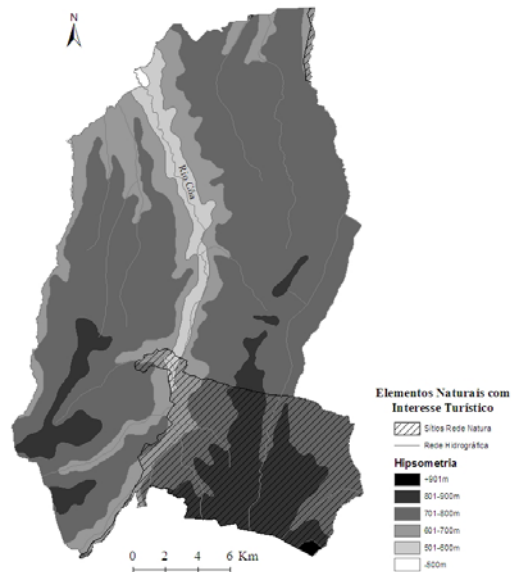 N
Rio Côa
Elementos Naturais com
Interesse Turístico
Sítios Rede Natura
Rede Hidrográfica
Hipsometria
+901m
801-900m
701-800m
601-700m
501-600m
-500m
0 2 4 6 Km